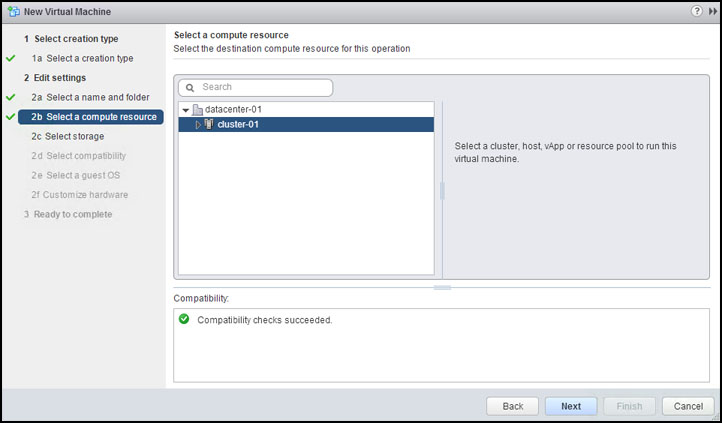 New Virtual Machine
1 Select creation type
1a Select a creation type
2 Edit settings
2a Select a name and folder
2b Select a compute resource
2c Select storage
2d Select compatibility
2e Select a guest OS
2f Customize hardware
3 Ready to complete
Select a compute resource
Select the destination compute resource for this operation
Search
datacenter-01
cluster-01
Select a cluster, host, vApp or resource pool to run this
virtual machine.
Compatibility:
Compatibility checks succeeded.
Back
Next
Finish
Cancel